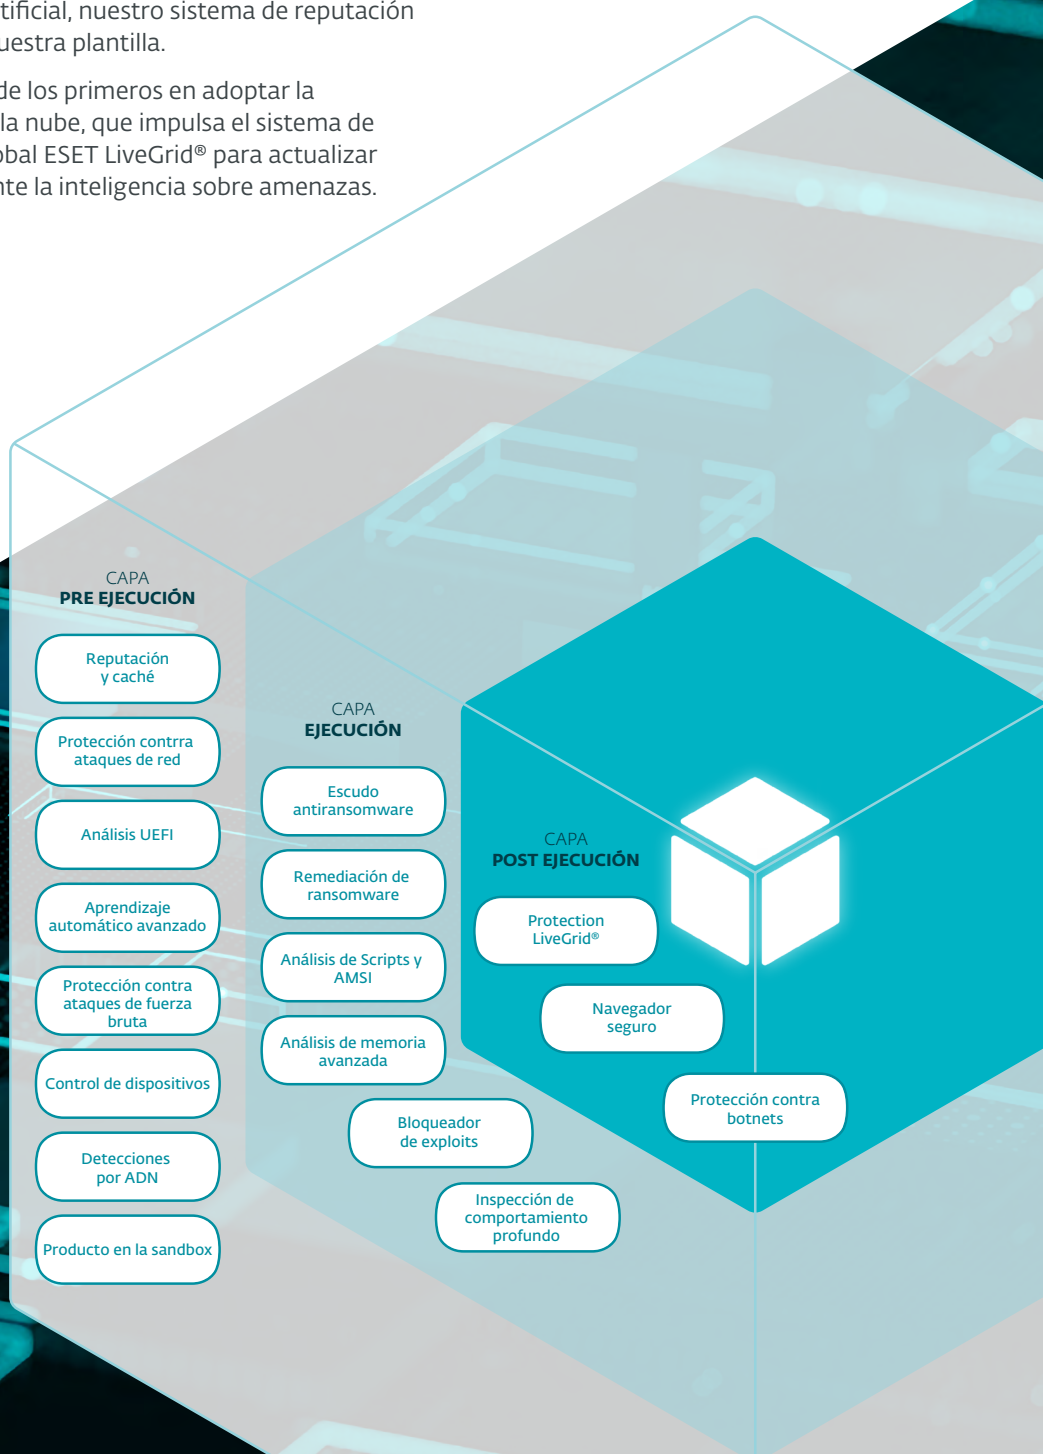 tificial, nuestro sistema de reputación
uestra plantilla.
de los primeros en adoptar la
la nube, que impulsa el sistema de
obal ESET LiveGrid® para actualizar
nte la inteligencia sobre amenazas.
CAPA
PRE EJECUCIÓN
Reputación
y caché
Protección contrra
ataques de red
Análisis UEFI
Aprendizaje
automático avanzado
Protección contra
ataques de fuerza
bruta
Control de dispositivos
Detecciones
por ADN
Producto en la sandbox
CAPA
EJECUCIÓN
Escudo
antiransomware
Remediación de
ransomware
Análisis de Scripts y
AMSI
Análisis de memoria
avanzada
Bloqueador
de exploits
Inspección de
comportamiento
profundo
CAPA
POST EJECUCIÓN
Protection
LiveGrid®
Navegador
seguro
Protección contra
botnets